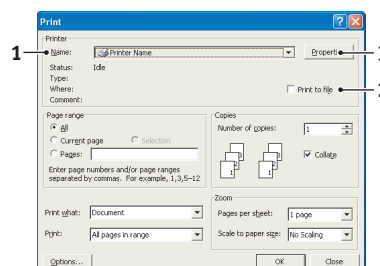 Print
Printer
1
Name:
Printer Name
Properti
Status:
Idle
Type:
Where:
Print to file
Comment:
Page range
All
Current page
Selection
Pages:
Enter page numbers and/or page ranges
separated by commas. For example, 1,3,5–12
Copies
Number of copies:
1
Collate
Print what:
Document
Print:
All pages in range
Zoom
Pages per sheet:
1 page
Scale to paper size:
No Scaling
Options...
OK
Close